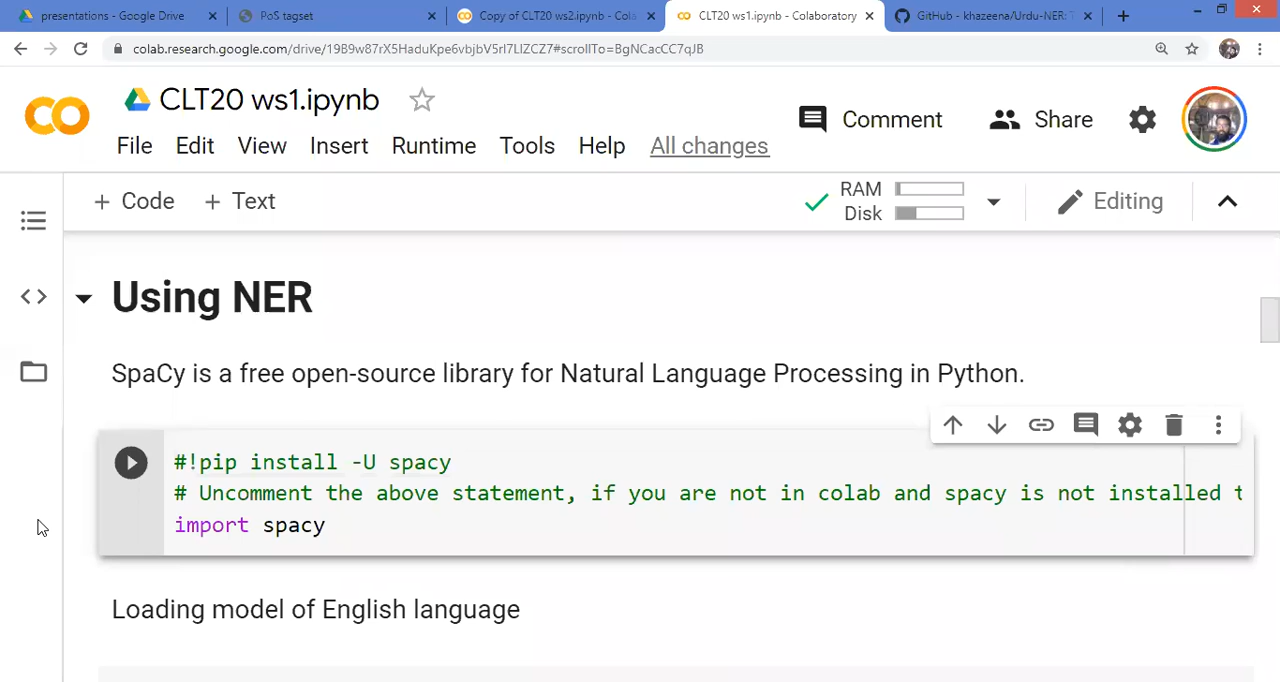 presentations - Google Drive
PoS tagset
Copy of CLT20 ws2.ipynb - Cola
CLT20 ws1.ipynb - Colaboratory
GitHub - khazeena/Urdu-NER: T
colab.research.google.com/drive/19B9w87rX5HaduKpe6vbjbV5rI7LIZCZ7#scrollTo=BgNCacCC7qJB
CLT20 ws1.ipynb
Comment
Share
File Edit View Insert Runtime Tools Help All changes
+ Code + Text
RAM
Disk
Editing
Using NER
SpaCy is a free open-source library for Natural Language Processing in Python.
#!pip install -U spacy
# Uncomment the above statement, if you are not in colab and spacy is not installed t
import spacy
Loading model of English language